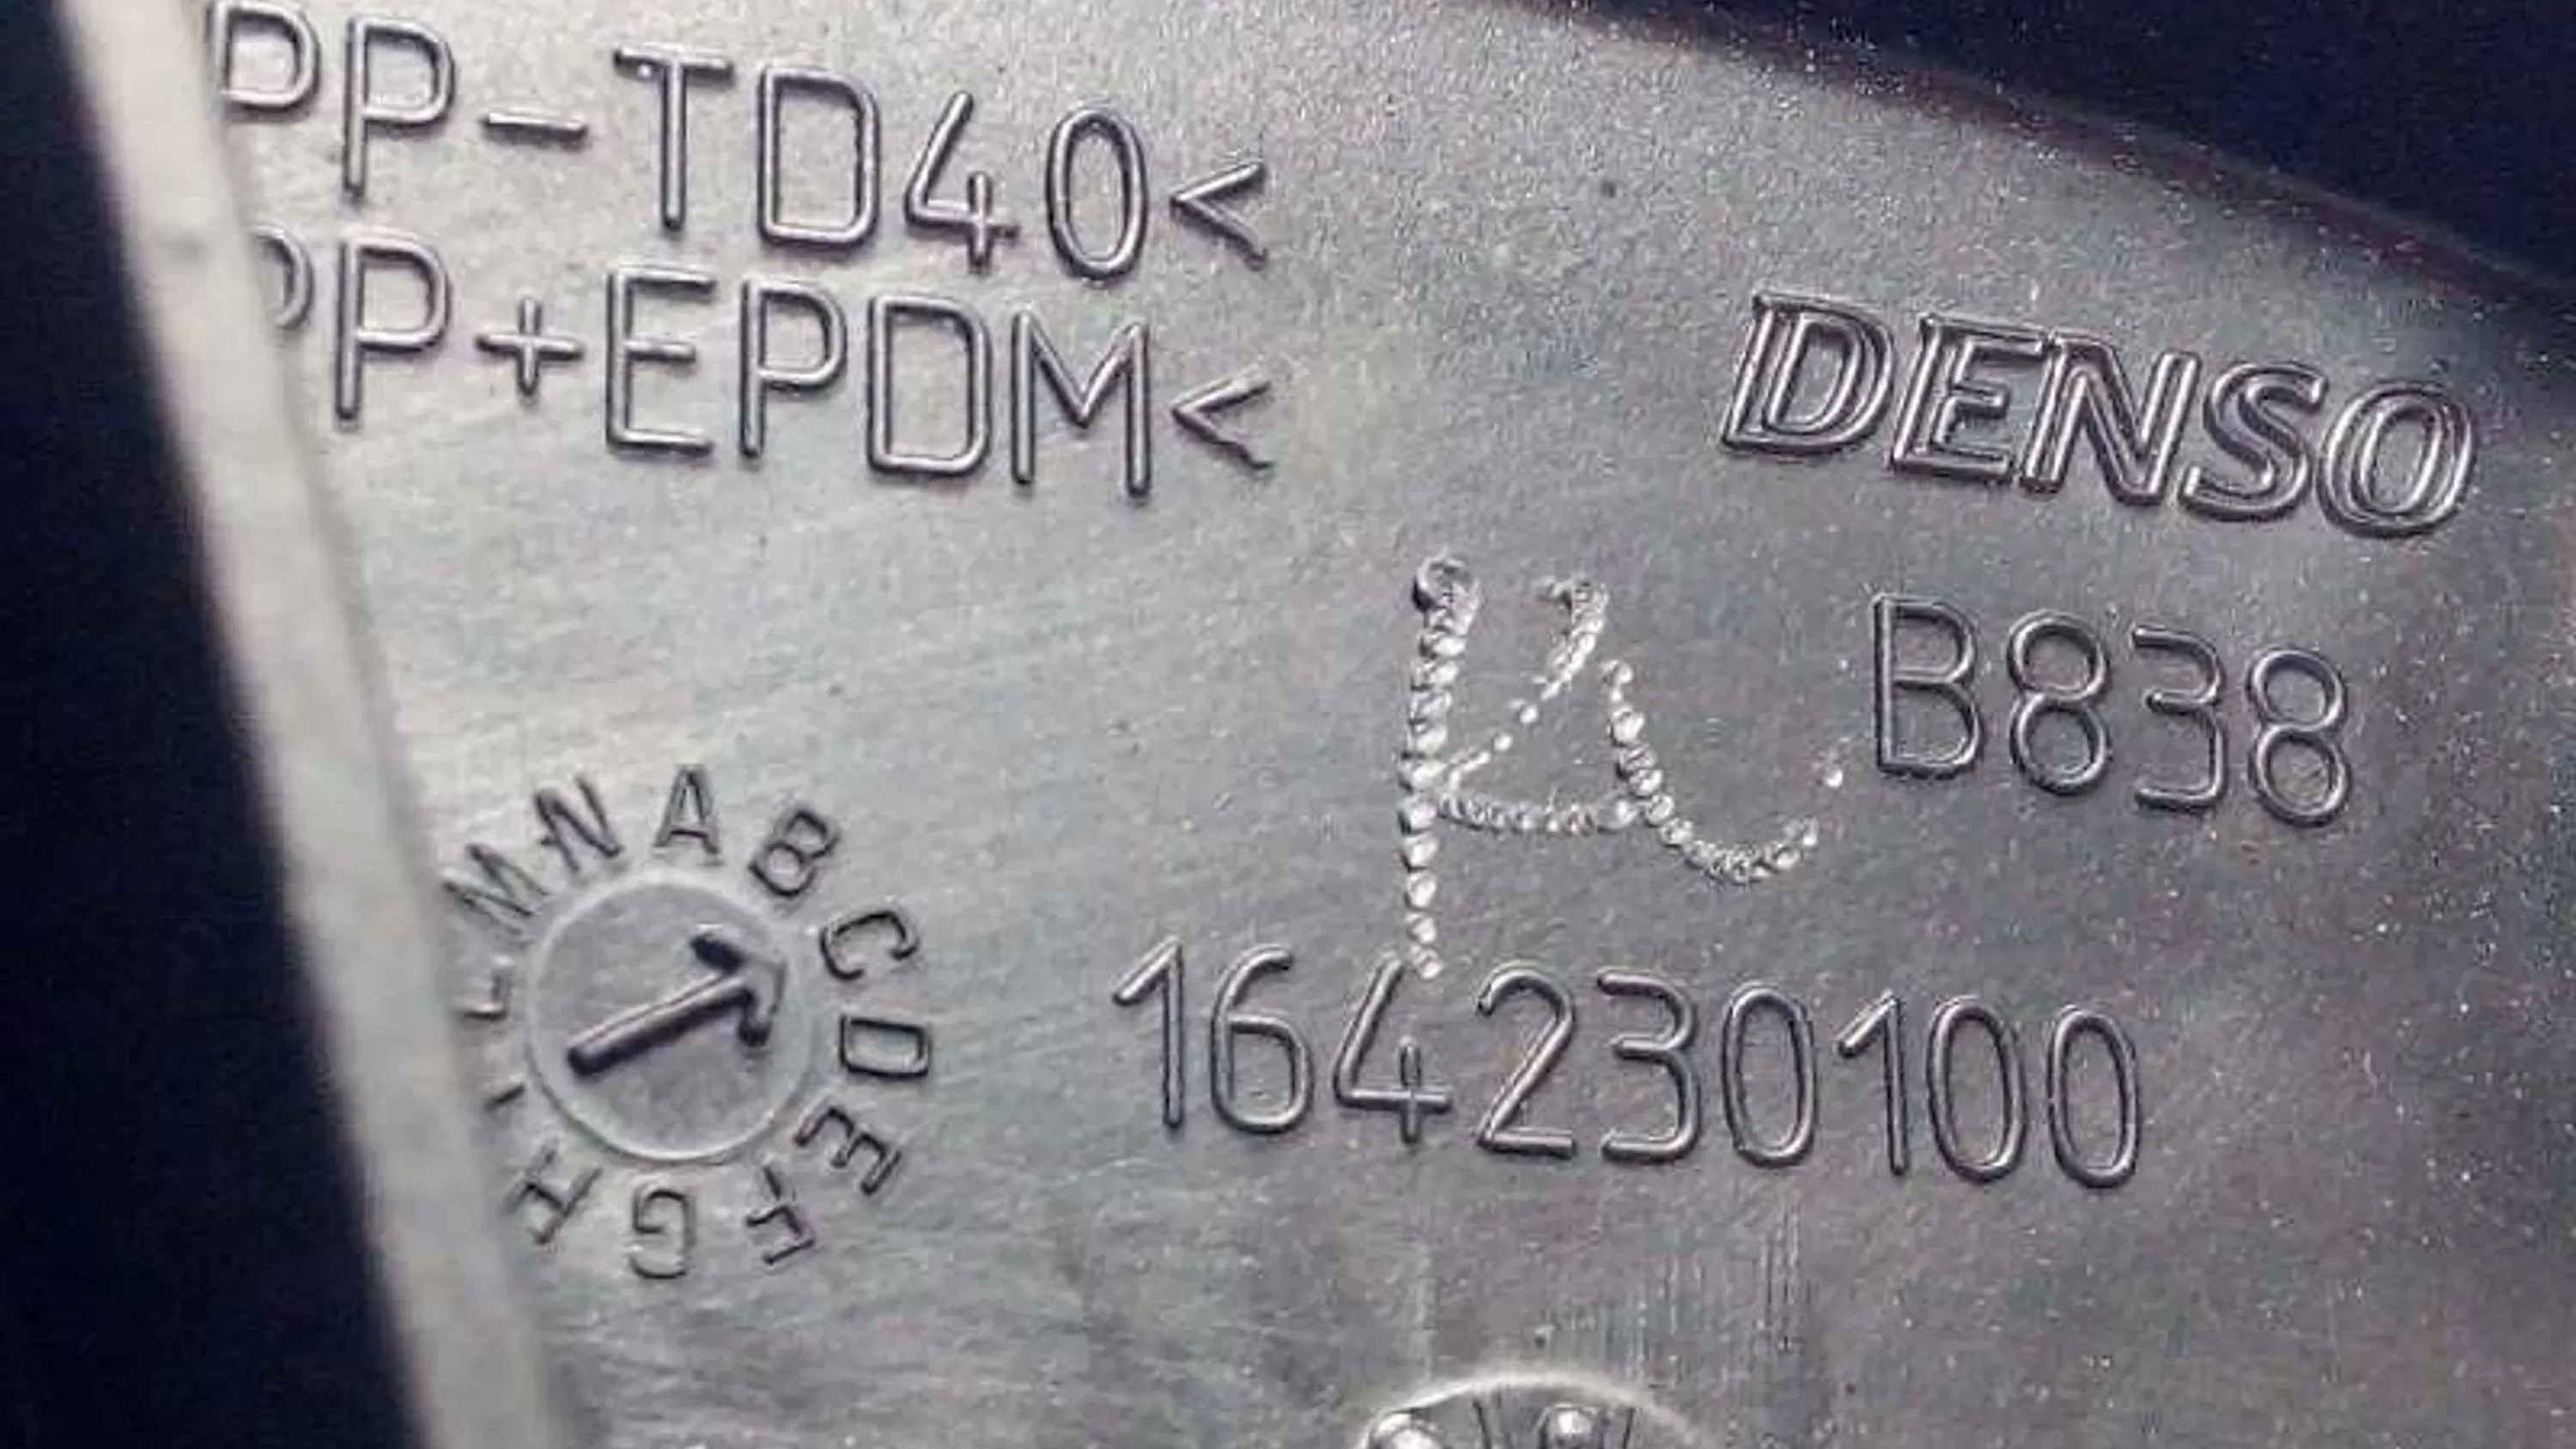 PP-TD40<
PP+EPDM<
DENSO
B838
164230100
A B C D E F G H I L M N